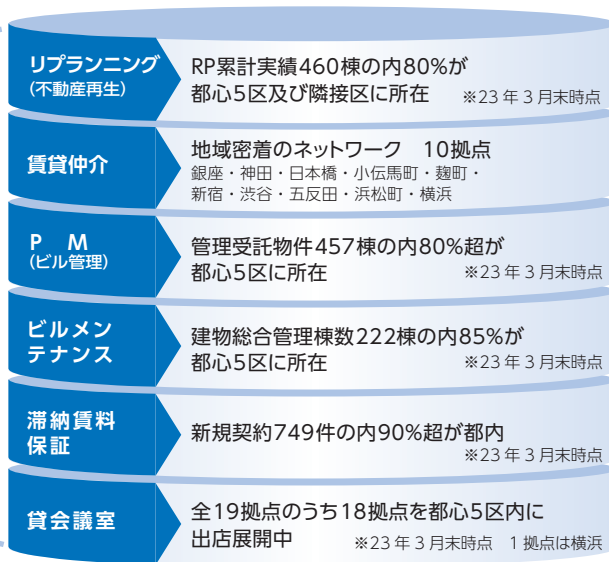 リプランニング
(不動産再生)
RP累計実績460棟の内80%が
都心5区及び隣接区に所在 ※23年3月末時点
賃貸仲介
地域密着のネットワーク 10拠点
銀座・神田・日本橋・小伝馬町・麹町・
新宿・渋谷・五反田・浜松町・横浜
P M
(ビル管理)
管理受託物件457棟の内80%超が
都心5区に所在 ※23年3月末時点
ビルメン
テナンス
建物総合管理棟数222棟の内85%が
都心5区に所在 ※23年3月末時点
滞納賃料
保証
新規契約749件の内90%超が都内
※23年3月末時点
貸会議室
全19拠点のうち18拠点を都心5区内に
出店展開中 ※23年3月末時点 1拠点は横浜